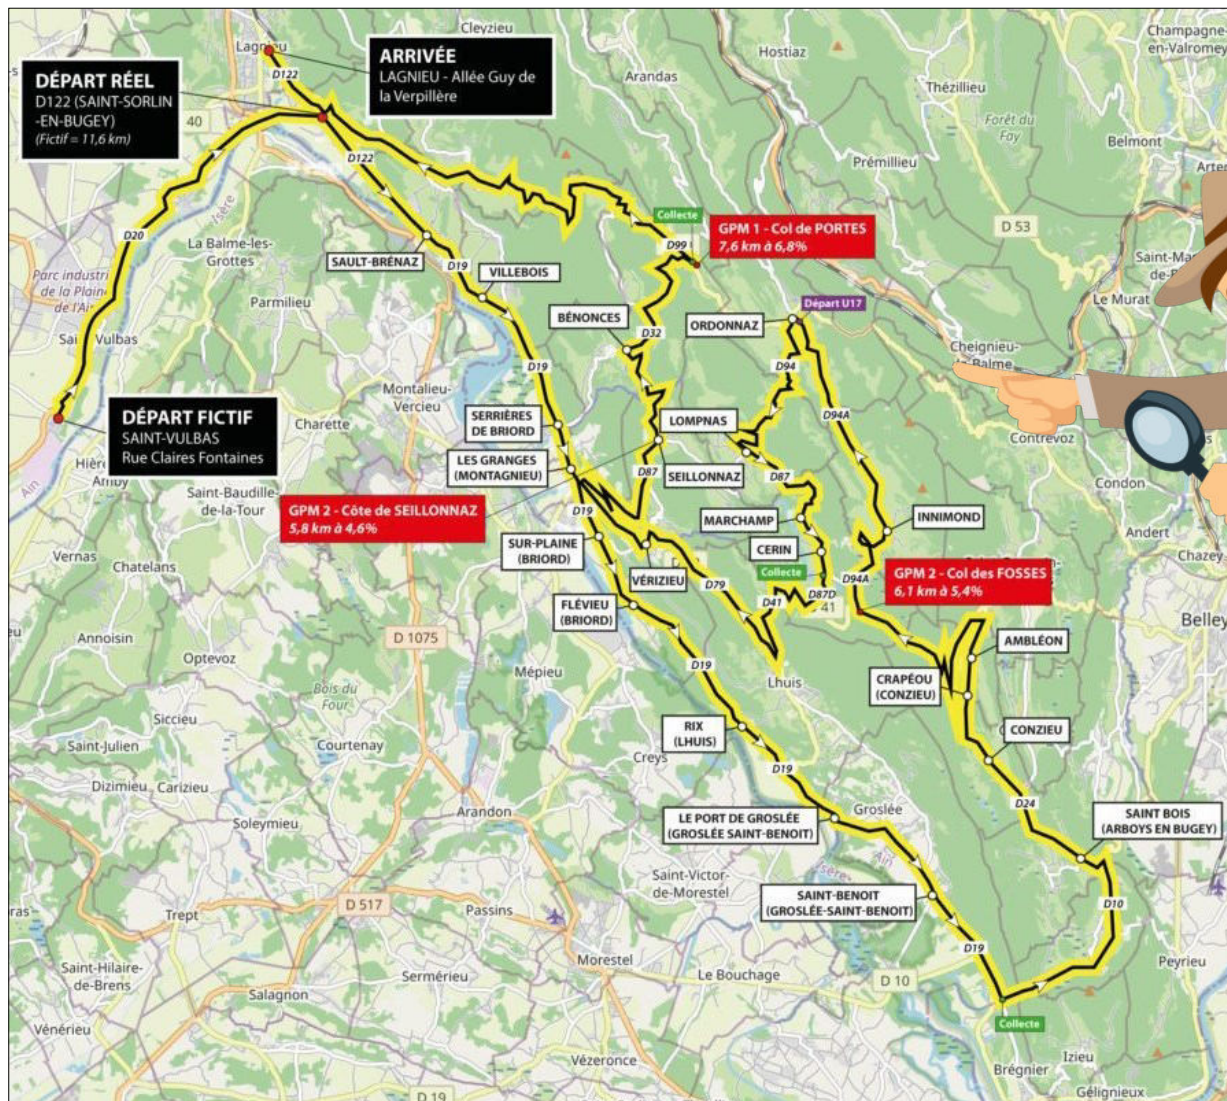 Cleyzieu
Lagnieu
ARRIVÉE
LAGNIEU - Allée Guy de
la Verpillère
DÉPART RÉEL
D122 (SAINT-SORLIN
-EN-BUGEY)
(Fictif = 11,6 km)
D122
40
D122
Arandas
Hostiaz
Champagne-
en-Valromey
Thézillieu
Forêt du
Fay
Belmont
Prémillieu
Isère
D20
La Balme-les-
Grottes
Parc industri
de la Plaine
de l'Ain
Parmilieu
SAULT-BRÉNAZ
D19
VILLEBOIS
Collecte
D99
GPM 1 - Col de PORTES
7,6 km à 6,8%
D 53
Le Murat
BÉNONCES
D32
ORDONNAZ
Départ U17
Cheignieu-
la-Balme
Vulbas
DÉPART FICTIF
SAINT-VULBAS
Rue Claires Fontaines
Charette
Montalieu-
Vercieu
D19
D94
D94A
Contrevoz
SERRIÈRES
DE BRIORD
LOMPNAS
LES GRANGES
(MONTAGNIEU)
SEILLONNAZ
D87
D87
Condon
Ain
Saint-Baudille-
de-la-Tour
GPM 2 - Côte de SEILLONNAZ
5,8 km à 4,6%
D19
MARCHAMP
INNIMOND
Andert
Chazey
Vernas
Chatelans
SUR-PLAINE
(BRIORD)
VÉRIZIEU
CERIN
Collecte
D87D
D94A
GPM 2 - Col des FOSSES
6,1 km à 5,4%
D79
D41
41
FLÉVIEU
(BRIORD)
Belley
Annoisin
D 1075
Optevoz
Mépieu
D19
Lhuis
AMBLÉON
CRAPÉOU
(CONZIEU)
Bois du
Four
Siccieu
Saint-Julien
Courtenay
RIX
(LHUIS)
Creys
D19
CONZIEU
Dizimieu
Carizieu
Soleymieu
Arandon
Groslée
D24
LE PORT DE GROSLÉE
(GROSLÉE SAINT-BENOIT)
SAINT BOIS
(ARBOYS EN BUGEY)
Isère
Ain
Saint-Victor-
de-Morestel
SAINT-BENOIT
(GROSLÉE-SAINT-BENOIT)
D 517
Trept
Passins
D10
D19
Morestel
Saint-Hilaire-
de-Brens
Salagnon
Sermérieu
Le Bouchage
D 10
Peyrieu
Collecte
Vénérieu
Vézeronce
Brégnier
Izieu
Gélignieux
D 19